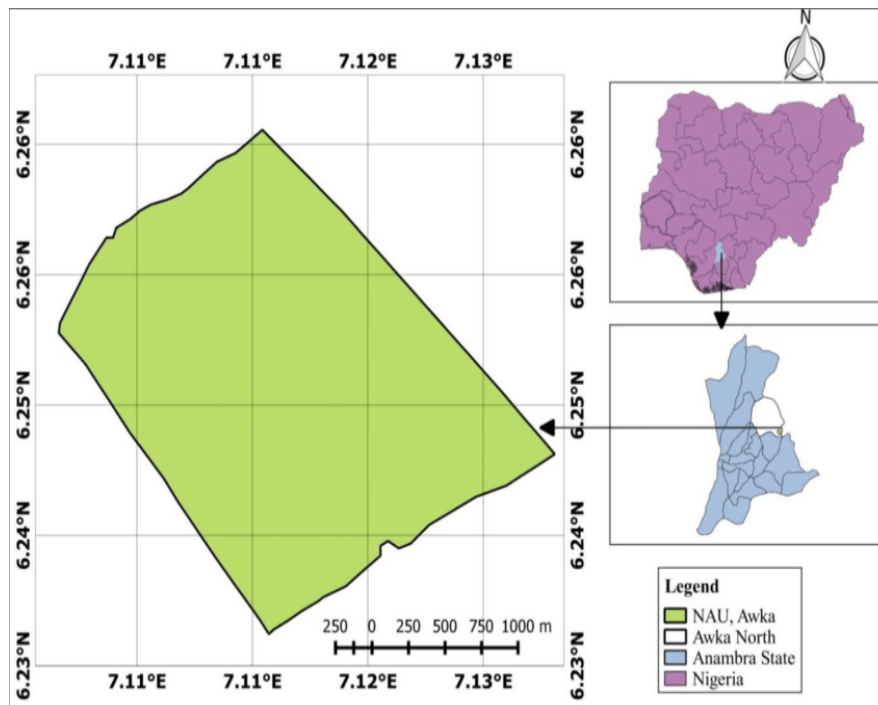 N
7.11°E 7.11°E 7.12°E 7.13°E
6.26°N 6.26°N
6.26°N 6.26°N
6.25°N 6.25°N
6.24°N 6.24°N
6.23°N 6.23°N
250 0 250 500 750 1000 m
7.11°E 7.11°E 7.12°E 7.13°E
Legend
NAU, Awka
Awka North
Anambra State
Nigeria